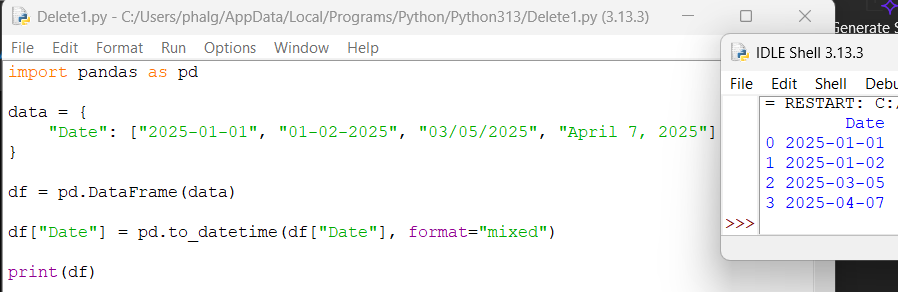 Delete1.py - C:/Users/phalg/AppData/Local/Programs/Python/Python313/Delete1.py (3.13.3)
File Edit Format Run Options Window Help
import pandas as pd
data = {
    "Date": ["2025-01-01", "01-02-2025", "03/05/2025", "April 7, 2025"]
}
df = pd.DataFrame(data)
df["Date"] = pd.to_datetime(df["Date"], format="mixed")
print(df)
Generate S
IDLE Shell 3.13.3
File Edit Shell Debu
= RESTART: C:/
        Date
0 2025-01-01
1 2025-01-02
2 2025-03-05
3 2025-04-07
>>>